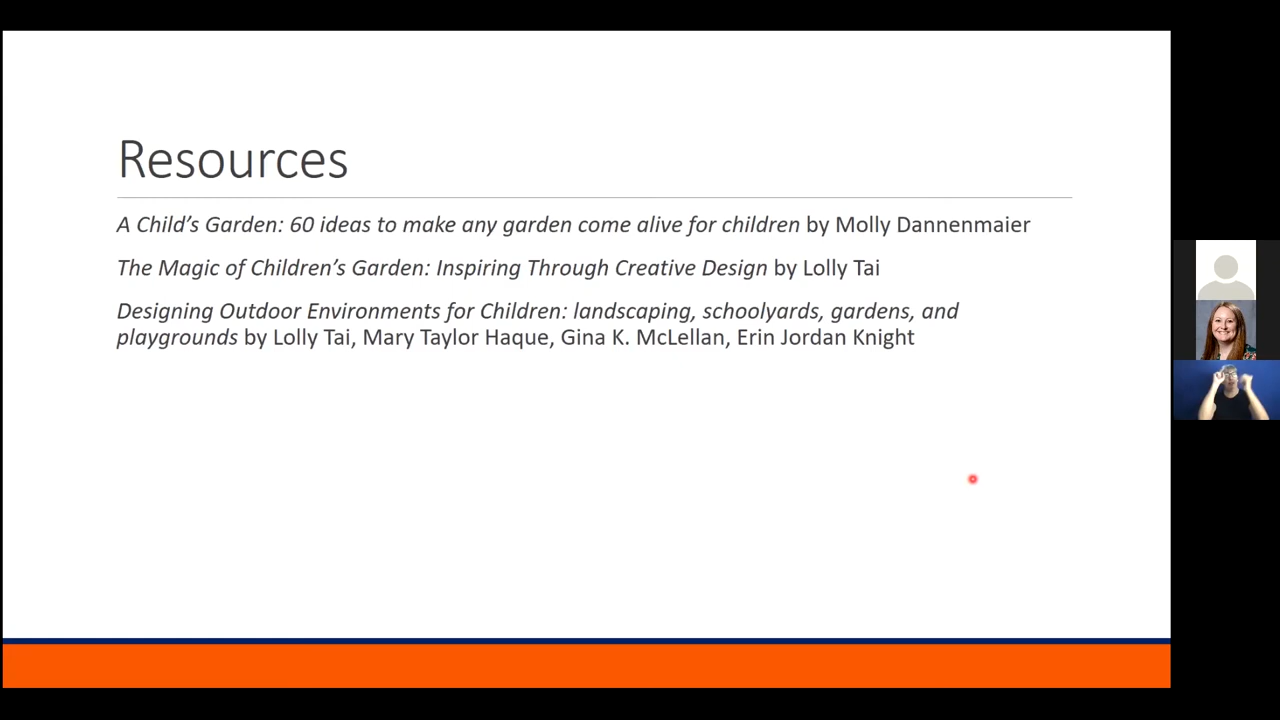 Resources
A Child's Garden: 60 ideas to make any garden come alive for children by Molly Dannenmaier
The Magic of Children's Garden: Inspiring Through Creative Design by Lolly Tai
Designing Outdoor Environments for Children: landscaping, schoolyards, gardens, and
playgrounds by Lolly Tai, Mary Taylor Haque, Gina K. McLellan, Erin Jordan Knight